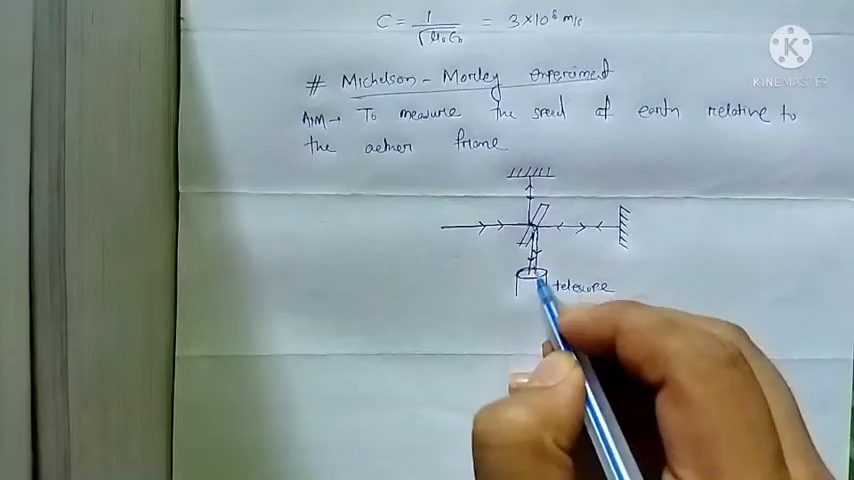 C = 1/√μ₀ε₀ = 3×10⁸ m/s
# Michelson - Morley experiment
AIM → To measure the speed of earth relative to
the aether frame
telescope
K
KINEMASTER